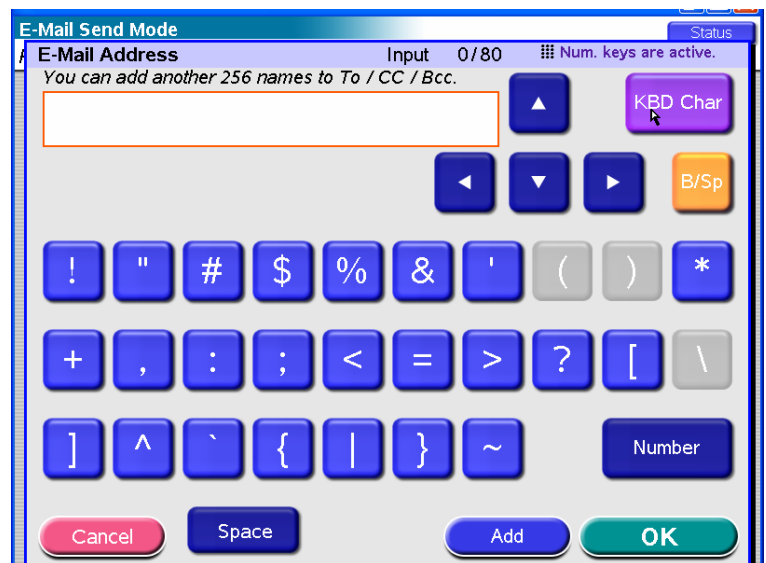 E-Mail Send Mode
Status
E-Mail Address Input 0/80 Num. keys are active.
You can add another 256 names to To / CC / Bcc.
KBD Char
B/Sp
! " # $ % & ' ( ) *
+ , : ; < = > ? [ \
] ^ ` { | } ~ Number
Cancel Space Add OK